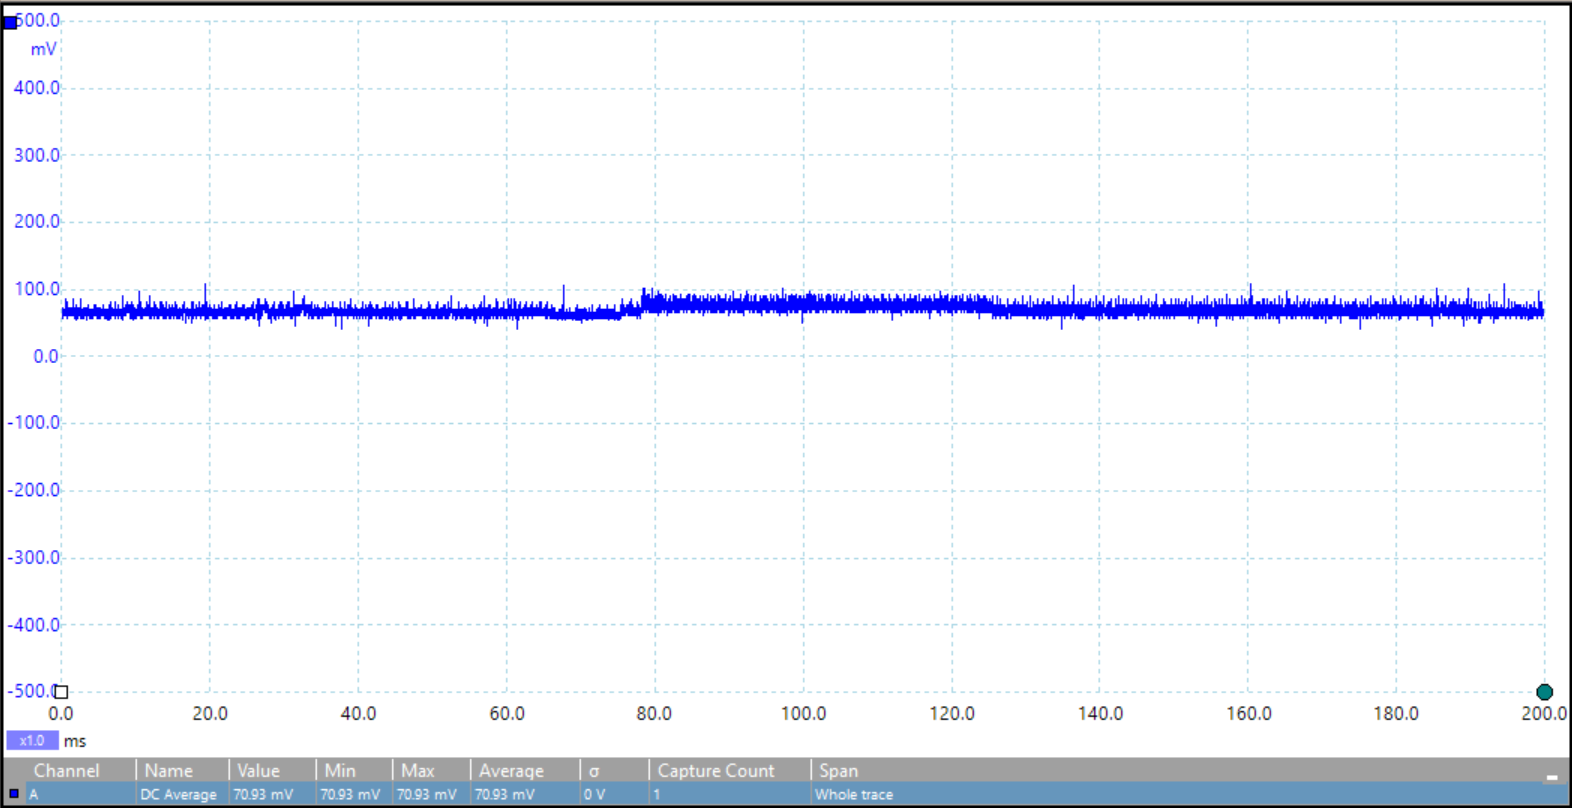 500.0
mV
400.0
300.0
200.0
100.0
0.0
-100.0
-200.0
-300.0
-400.0
-500.0
0.0 20.0 40.0 60.0 80.0 100.0 120.0 140.0 160.0 180.0 200.0
x1.0 ms
Channel Name Value Min Max Average σ Capture Count Span
A DC Average 70.93 mV 70.93 mV 70.93 mV 70.93 mV 0 V 1 Whole trace